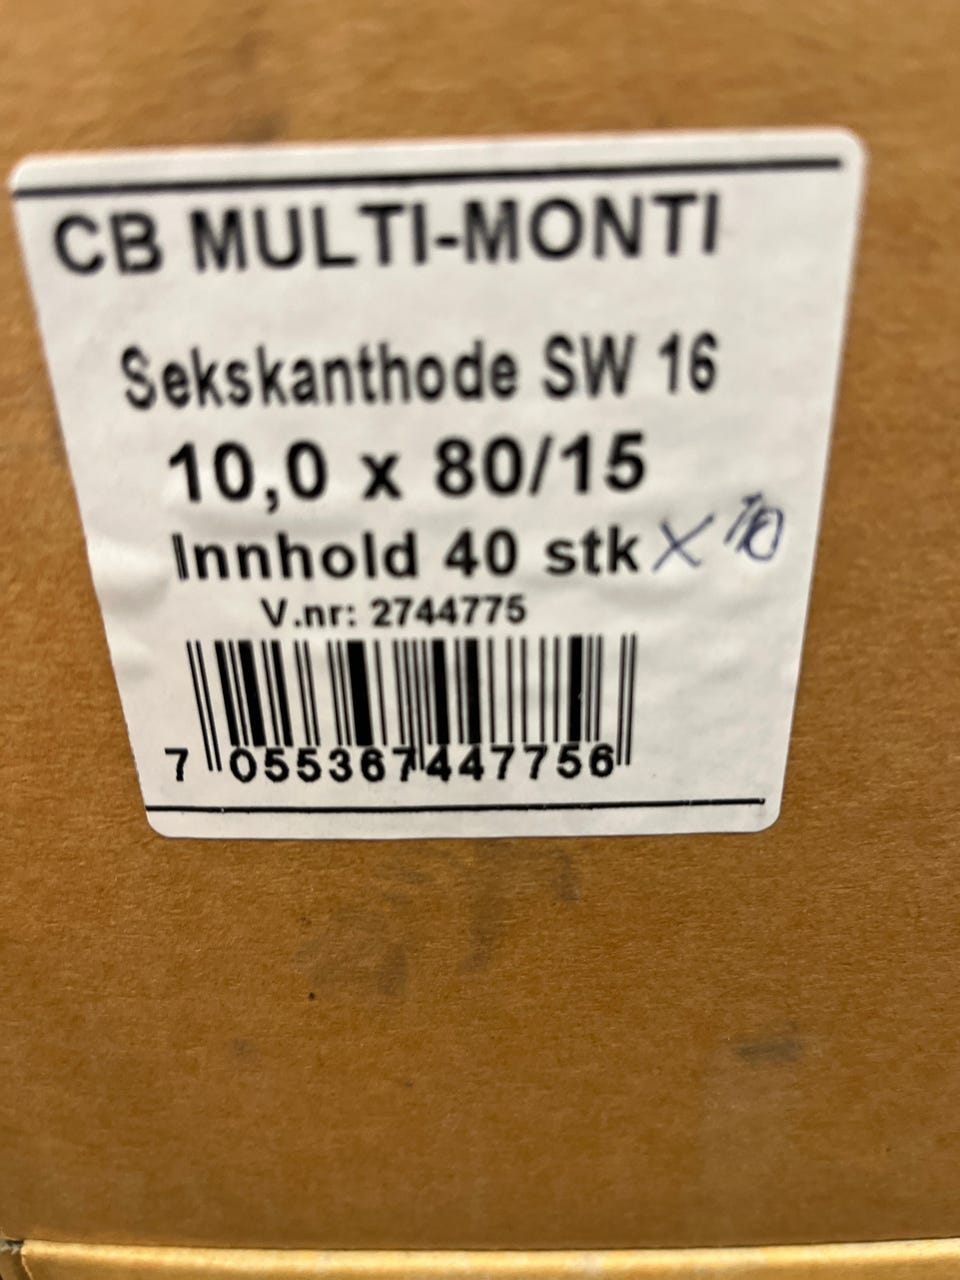 CB MULTI-MONTI
Sekskanthode SW 16
10,0 x 80/15
Innhold 40 stk x 10
V.nr: 2744775
7 055367 447756